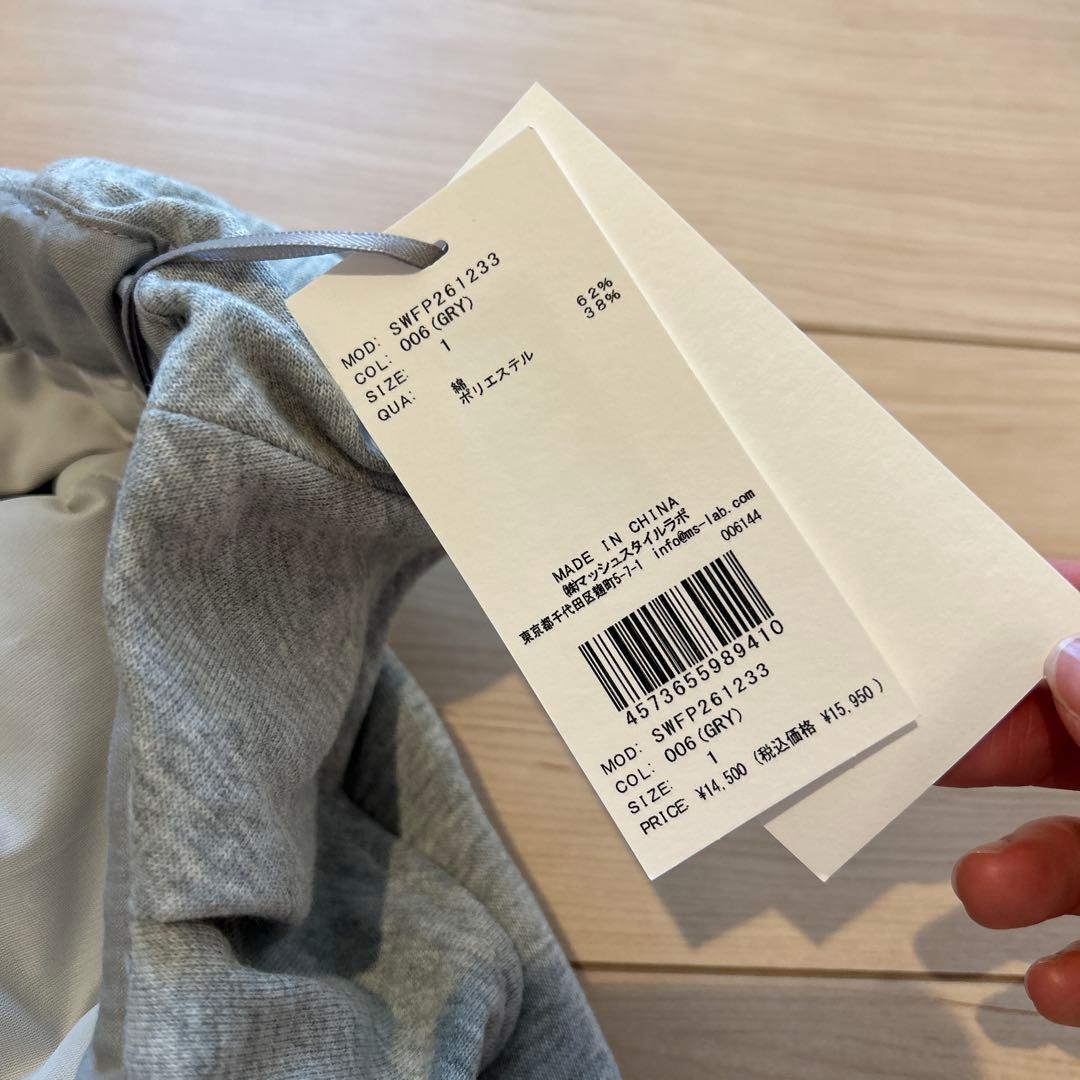 MOD: SWFP261233
COL: 006(GRY)
SIZE: 1
QUA: 綿 62%
ポリエステル 38%
MADE IN CHINA
㈱マッシュスタイルラボ
東京都千代田区麹町5-7-1 info@ms-lab.com
006144
4573655989410
MOD: SWFP261233
COL: 006(GRY)
SIZE: 1
PRICE: ¥14,500 (税込価格 ¥15,950)